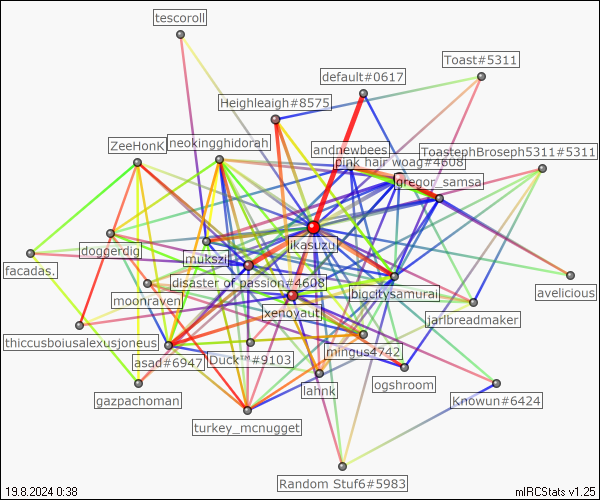 tescoroll
Toast#5311
default#0617
Heighleigh#8575
ZeeHonK
neokingghidorah
andnewbees
ToastephBroseph5311#5311
pink hair woag#4608
gregor_samsa
doggerdig
jkasuzu
mukszi
facadas.
disaster of passion#4608
moonraven
bigcitysamurai
avelicious
xenoyaut
jarlbreadmaker
thiccusboiusalexusjoneus
mingus4742
asad#6947
Duck™#9103
lahnk
ogshroom
gazpachoman
Knowun#6424
turkey_mcnugget
Random Stuf6#5983
19.8.2024 0:38
mIRCStats v1.25